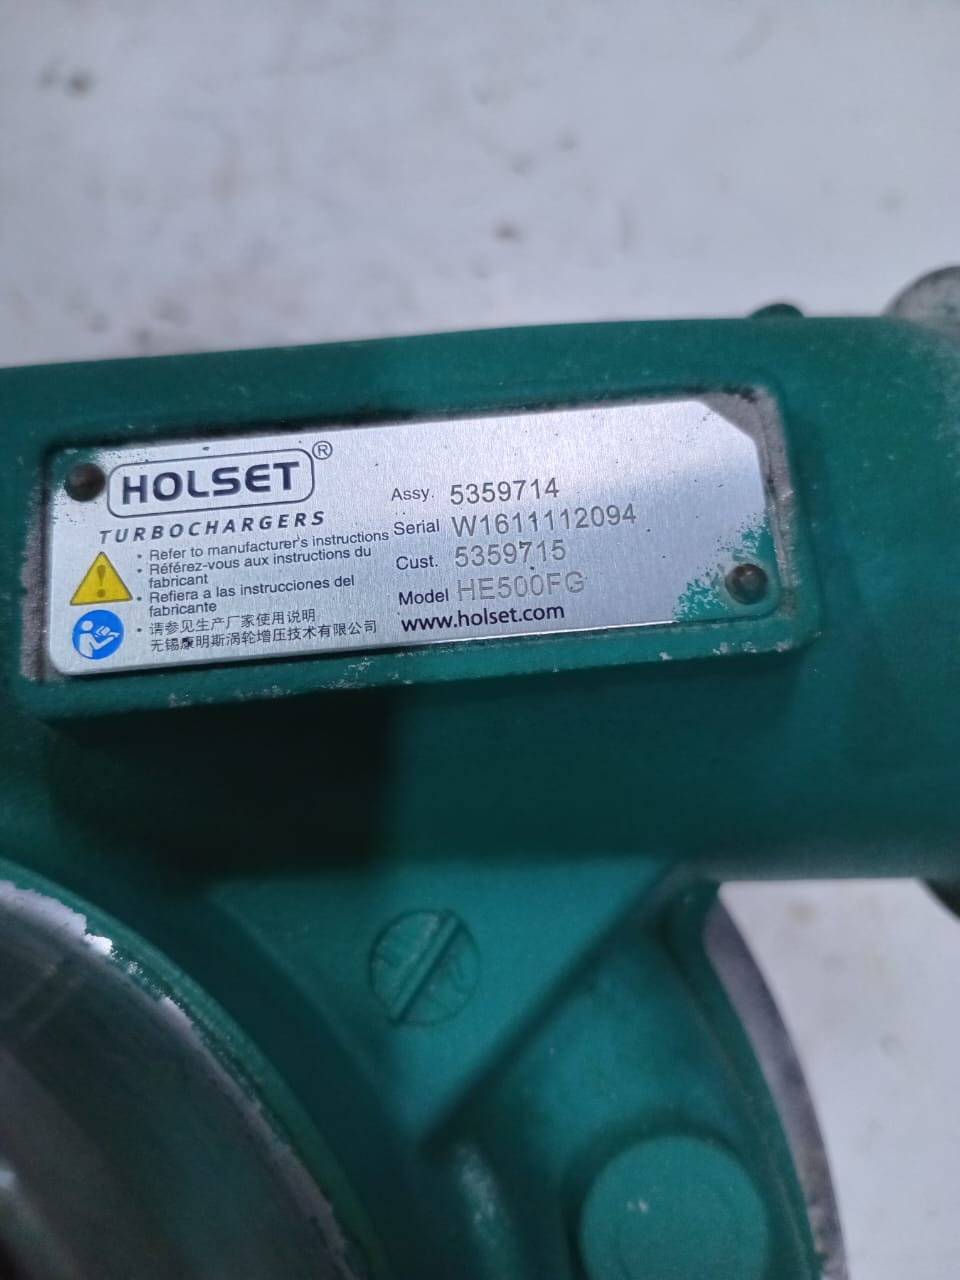 HOLSET®
TURBOCHARGERS
• Refer to manufacturer's instructions
• Référez-vous aux instructions du
fabricant
• Refiera a las instrucciones del
fabricante
• 请参见生产厂家使用说明
无锡康明斯涡轮增压技术有限公司
Assy. 5359714
Serial W1611112094
Cust. 5359715
Model HE500FG
www.holset.com